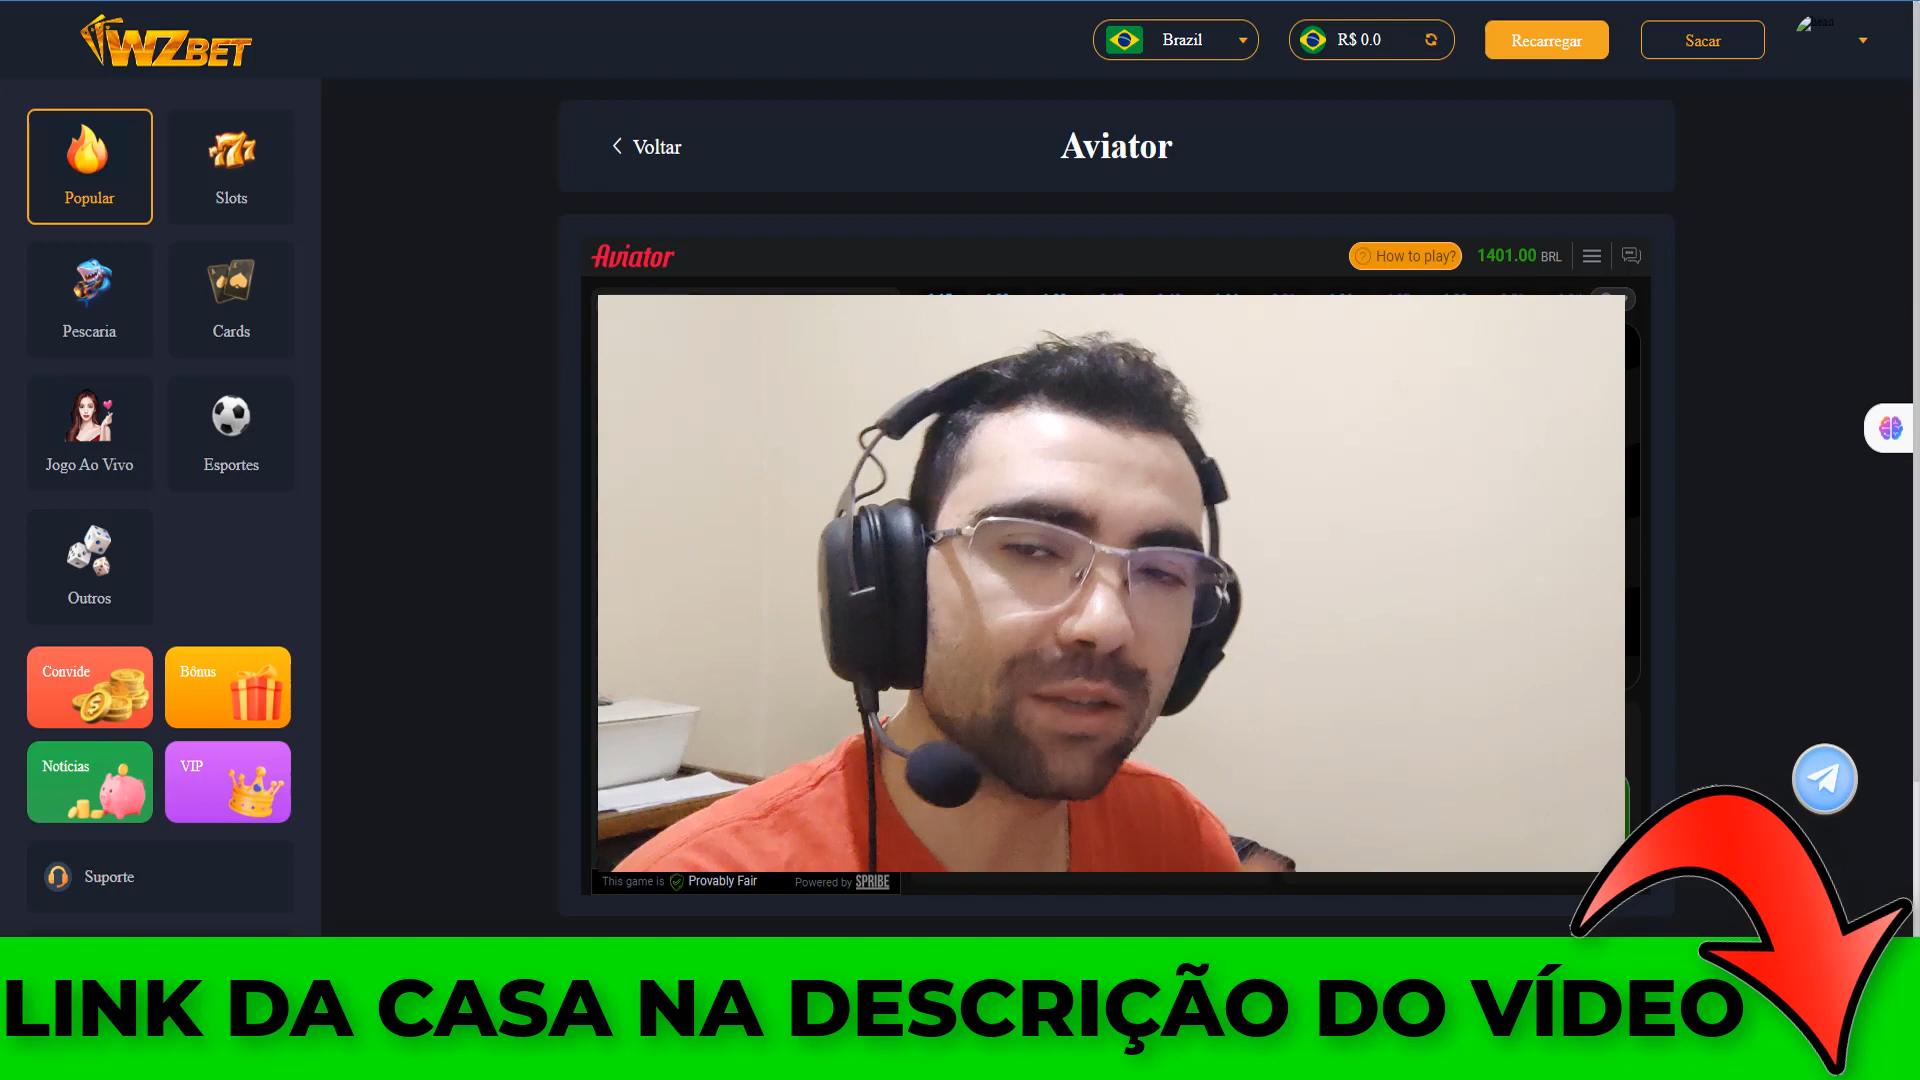 WZBET
Brazil
R$ 0.0
Recarregar
Sacar
Popular
Slots
Voltar
Aviator
Aviator
How to play?
1401.00 BRL
Pescaria
Cards
Jogo Ao Vivo
Esportes
Outros
Convide
Bônus
Notícias
VIP
Suporte
This game is Provably Fair
Powered by SPRIBE
LINK DA CASA NA DESCRIÇÃO DO VÍDEO